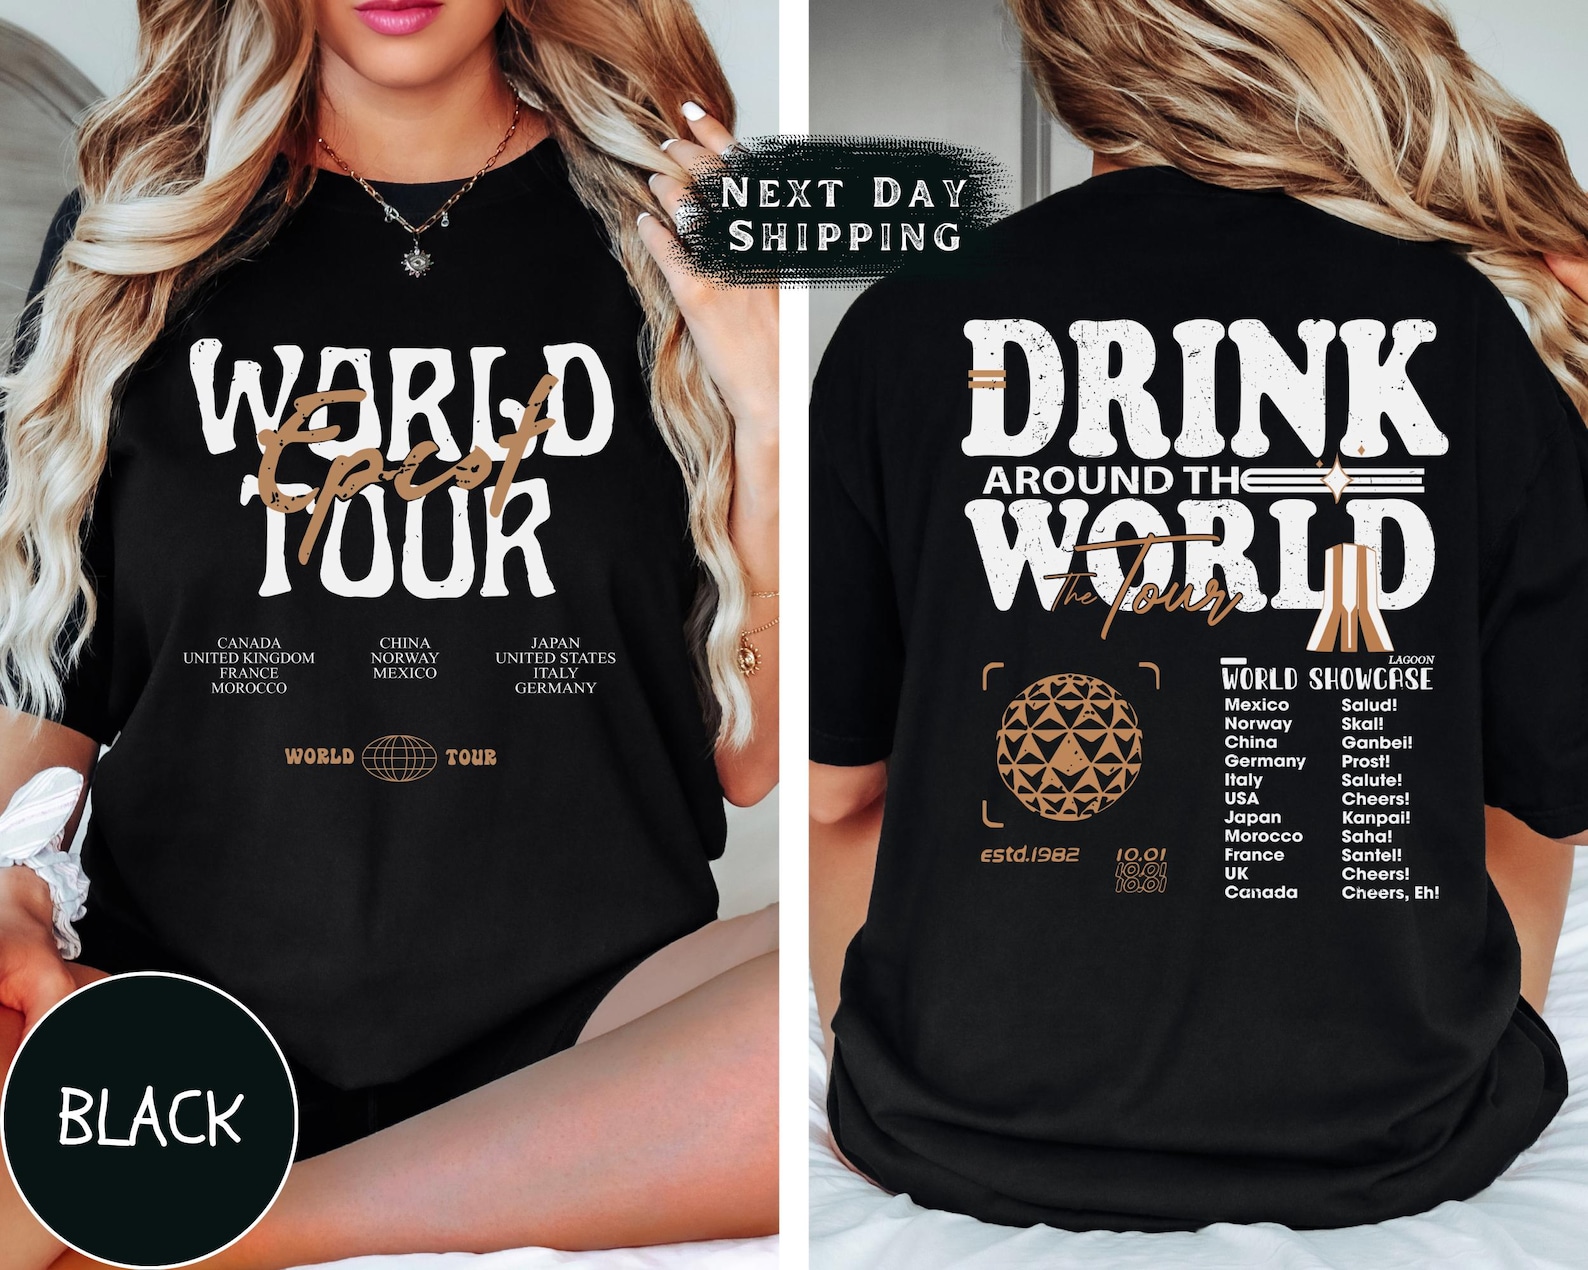 NEXT DAY
SHIPPING
WORLD
Epcot
TOUR
CANADA
UNITED KINGDOM
FRANCE
MOROCCO
CHINA
NORWAY
MEXICO
JAPAN
UNITED STATES
ITALY
GERMANY
WORLD TOUR
BLACK
DRINK
AROUND THE
WORLD
The Tour
LAGOON
WORLD SHOWCASE
Mexico Salud!
Norway Skal!
China Ganbei!
Germany Prost!
Italy Salute!
USA Cheers!
Japan Kanpai!
Morocco Saha!
France Santel!
UK Cheers!
Canada Cheers, Eh!
estd.1982
10.01
10.01
10.01